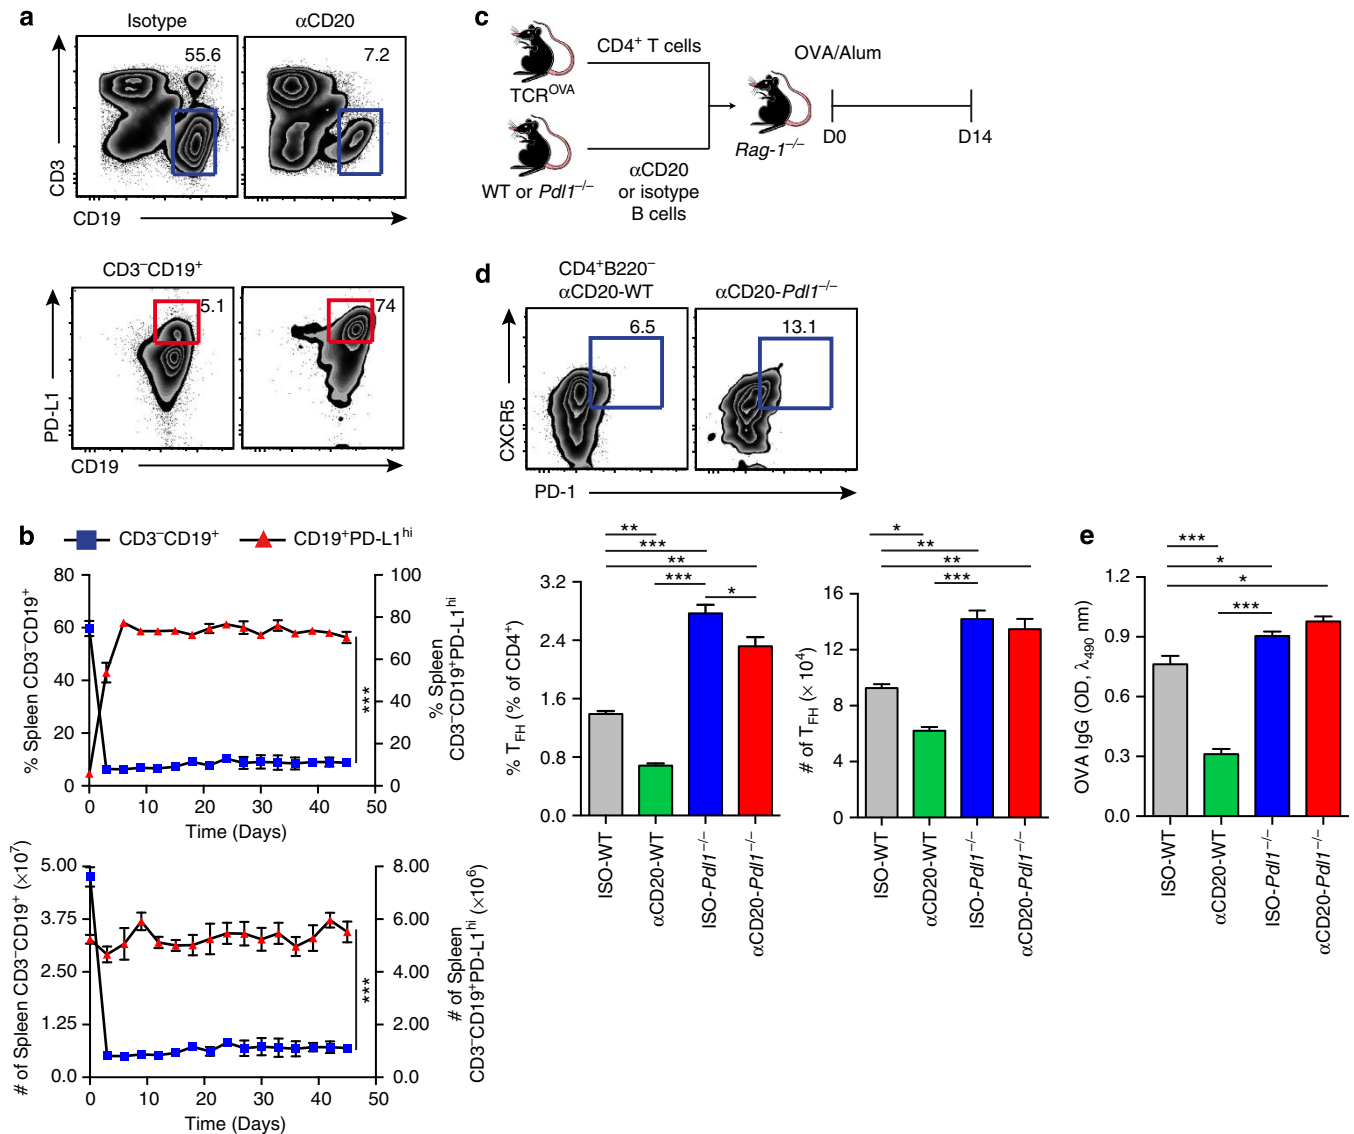 a
Isotype
αCD20
55.6
7.2
CD3
CD19
CD3⁻CD19⁺
5.1
74
PD-L1
CD19
b
CD3⁻CD19⁺
CD19⁺PD-L1ʰⁱ
% Spleen CD3⁻CD19⁺
80
60
40
20
0
100
80
60
40
20
0
% Spleen
CD3⁻CD19⁺PD-L1ʰⁱ
***
0 10 20 30 40 50
Time (Days)
# of Spleen CD3⁻CD19⁺ (×10⁷)
5.00
3.75
2.50
1.25
0.0
8.00
6.00
4.00
2.00
0.0
# of Spleen
CD3⁻CD19⁺PD-L1ʰⁱ (×10⁶)
***
0 10 20 30 40 50
Time (Days)
c
CD4⁺ T cells
TCRᴼⱽᴬ
WT or Pdl1⁻/⁻
αCD20
or isotype
B cells
Rag-1⁻/⁻
OVA/Alum
D0
D14
d
CD4⁺B220⁻
αCD20-WT
αCD20-Pdl1⁻/⁻
6.5
13.1
CXCR5
PD-1
**
***
**
***
*
% T_FH (% of CD4⁺)
3.2
2.4
1.6
0.8
0.0
ISO-WT
αCD20-WT
ISO-Pdl1⁻/⁻
αCD20-Pdl1⁻/⁻
*
**
**
***
# of T_FH (× 10⁴)
16
12
8
4
0
ISO-WT
αCD20-WT
ISO-Pdl1⁻/⁻
αCD20-Pdl1⁻/⁻
e
***
*
*
***
OVA IgG (OD, λ₄₉₀ nm)
1.2
0.9
0.6
0.3
0.0
ISO-WT
αCD20-WT
ISO-Pdl1⁻/⁻
αCD20-Pdl1⁻/⁻